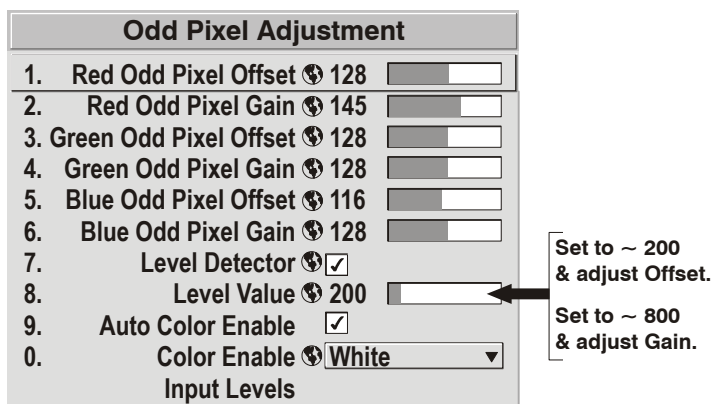 Odd Pixel Adjustment
1. Red Odd Pixel Offset 128
2. Red Odd Pixel Gain 145
3. Green Odd Pixel Offset 128
4. Green Odd Pixel Gain 128
5. Blue Odd Pixel Offset 116
6. Blue Odd Pixel Gain 128
7. Level Detector ✓
8. Level Value 200
9. Auto Color Enable ✓
0. Color Enable White ▼
Input Levels
Set to ~ 200
& adjust Offset.
Set to ~ 800
& adjust Gain.